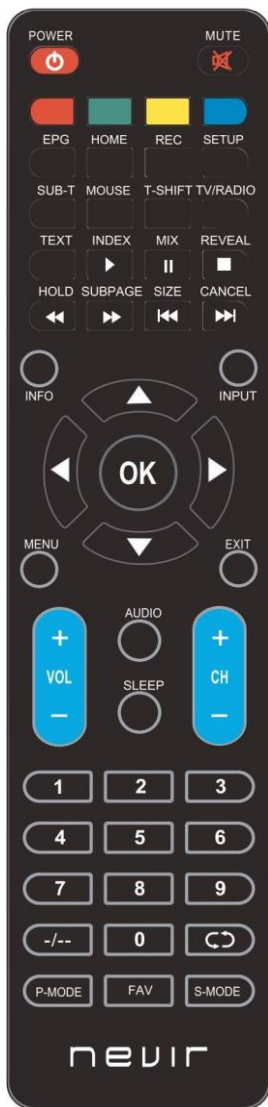 POWER MUTE
EPG HOME REC SETUP
SUB-T MOUSE T-SHIFT TV/RADIO
TEXT INDEX MIX REVEAL
HOLD SUBPAGE SIZE CANCEL
INFO INPUT
OK
MENU EXIT
AUDIO
+ +
VOL CH
SLEEP
− −
1 2 3
4 5 6
7 8 9
-/-- 0
P-MODE FAV S-MODE
nevir